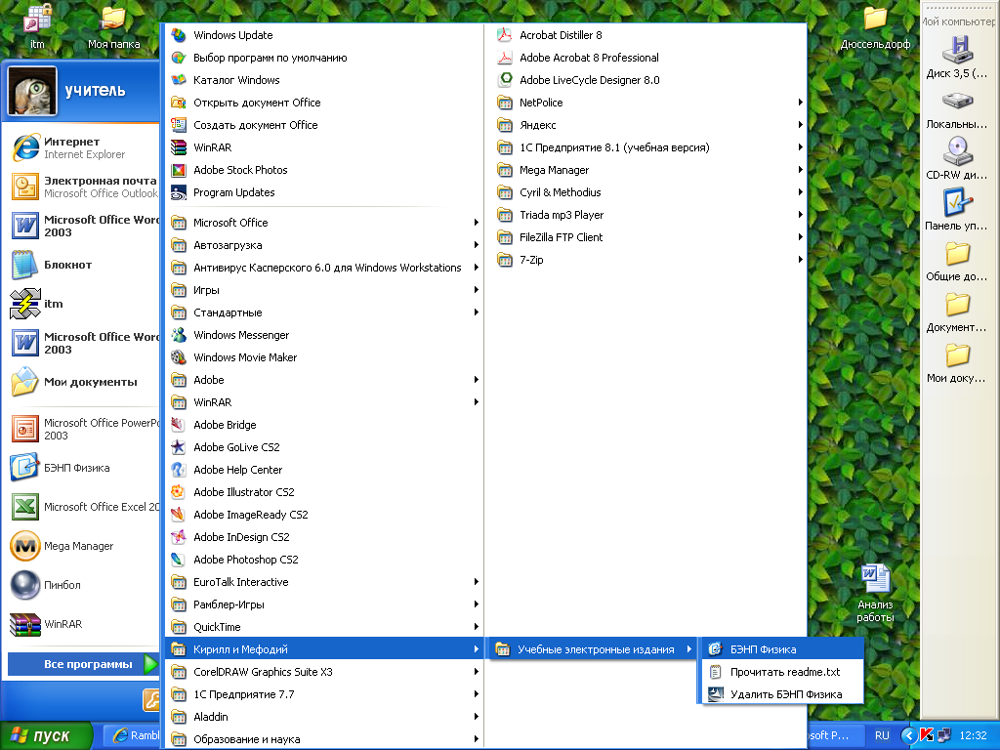 itm
Моя папка
учитель
Интернет
Internet Explorer
Электронная почта
Microsoft Office Outlook
Microsoft Office Word
2003
Блокнот
itm
Microsoft Office Word
2003
Мои документы
Microsoft Office PowerPo
2003
БЭНП Физика
Microsoft Office Excel 20
Mega Manager
Пинбол
WinRAR
Все программы
Windows Update
Выбор программ по умолчанию
Каталог Windows
Открыть документ Office
Создать документ Office
WinRAR
Adobe Stock Photos
Program Updates
Microsoft Office
Автозагрузка
Антивирус Касперского 6.0 для Windows Workstations
Игры
Стандартные
Windows Messenger
Windows Movie Maker
Adobe
WinRAR
Adobe Bridge
Adobe GoLive CS2
Adobe Help Center
Adobe Illustrator CS2
Adobe ImageReady CS2
Adobe InDesign CS2
Adobe Photoshop CS2
EuroTalk Interactive
Рамблер-Игры
QuickTime
Кирилл и Мефодий
CorelDRAW Graphics Suite X3
1С Предприятие 7.7
Aladdin
Образование и наука
Acrobat Distiller 8
Adobe Acrobat 8 Professional
Adobe LiveCycle Designer 8.0
NetPolice
Яндекс
1С Предприятие 8.1 (учебная версия)
Mega Manager
Cyril & Methodius
Triada mp3 Player
FileZilla FTP Client
7-Zip
Учебные электронные издания
БЭНП Физика
Прочитать readme.txt
Удалить БЭНП Физика
Дюссельдорф
Анализ
работы
Мой компьютер
Диск 3,5 (...
Локальны...
CD-RW ди...
Панель уп...
Общие до...
Документ...
Мои доку...
пуск
Rambl
osoft P...
RU
12:32